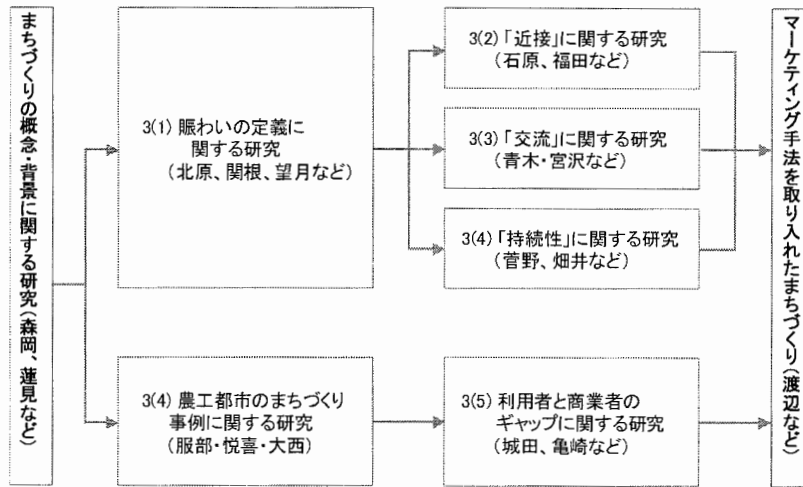 まちづくりの概念・背景に関する研究（森岡、蓮見など）
3(1) 賑わいの定義に
関する研究
（北原、関根、望月など）
3(2)「近接」に関する研究
（石原、福田など）
3(3)「交流」に関する研究
（青木・宮沢など）
3(4)「持続性」に関する研究
（菅野、畑井など）
3(4) 農工都市のまちづくり
事例に関する研究
（服部・悦喜・大西）
3(5) 利用者と商業者の
ギャップに関する研究
（城田、亀崎など）
マーケティング手法を取り入れたまちづくり（渡辺など）